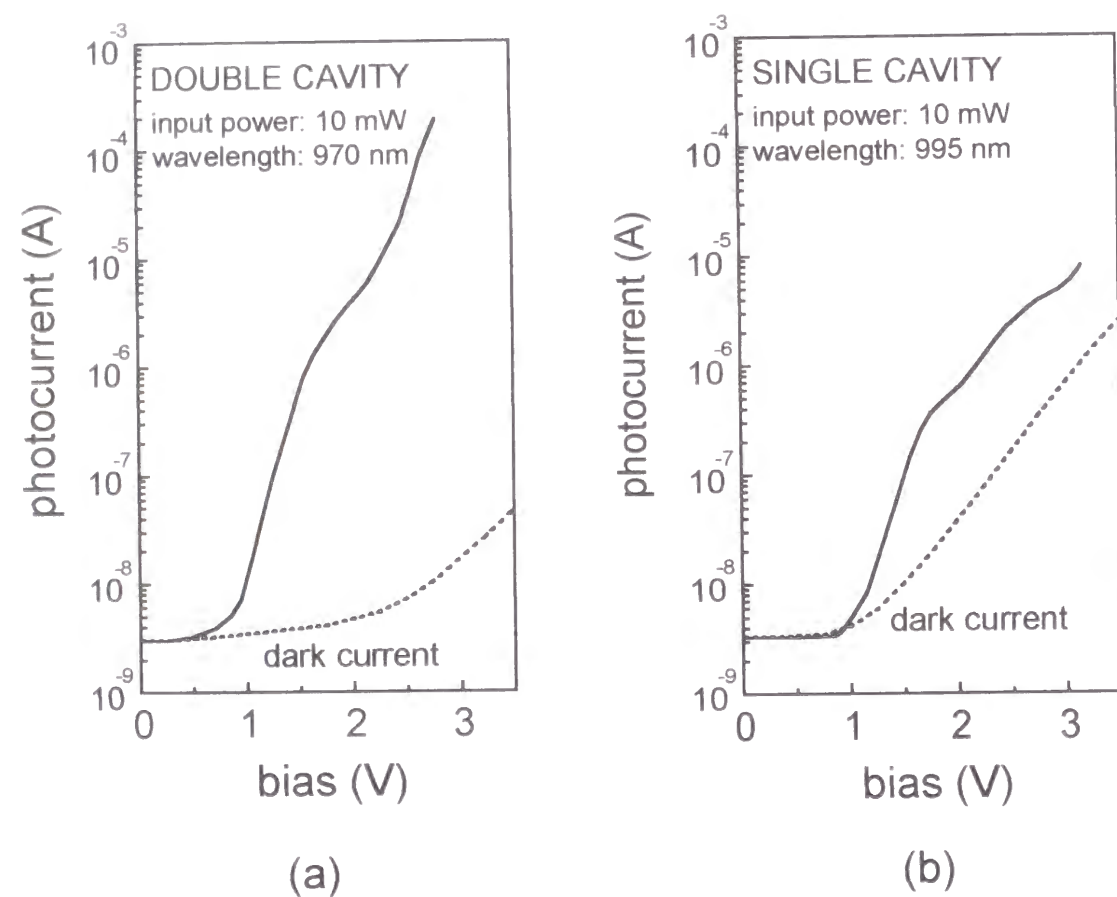 DOUBLE CAVITY
input power: 10 mW
wavelength: 970 nm
photocurrent (A)
10^-3
10^-4
10^-5
10^-6
10^-7
10^-8
10^-9
dark current
0 1 2 3
bias (V)
(a)
SINGLE CAVITY
input power: 10 mW
wavelength: 995 nm
photocurrent (A)
10^-3
10^-4
10^-5
10^-6
10^-7
10^-8
10^-9
dark current
0 1 2 3
bias (V)
(b)